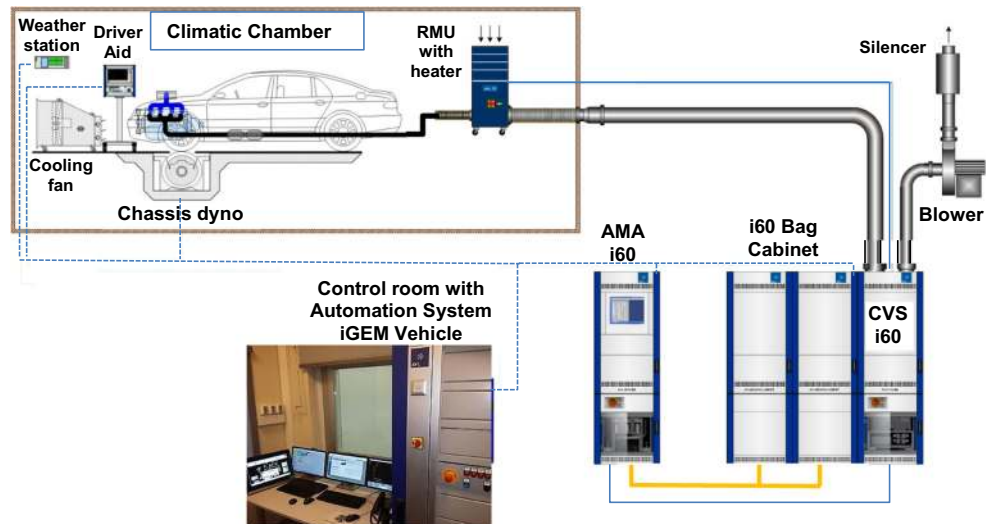 Weather
station
Driver
Aid
Climatic Chamber
RMU
with
heater
Silencer
Cooling
fan
Chassis dyno
Blower
AMA
i60
i60 Bag
Cabinet
CVS
i60
Control room with
Automation System
iGEM Vehicle